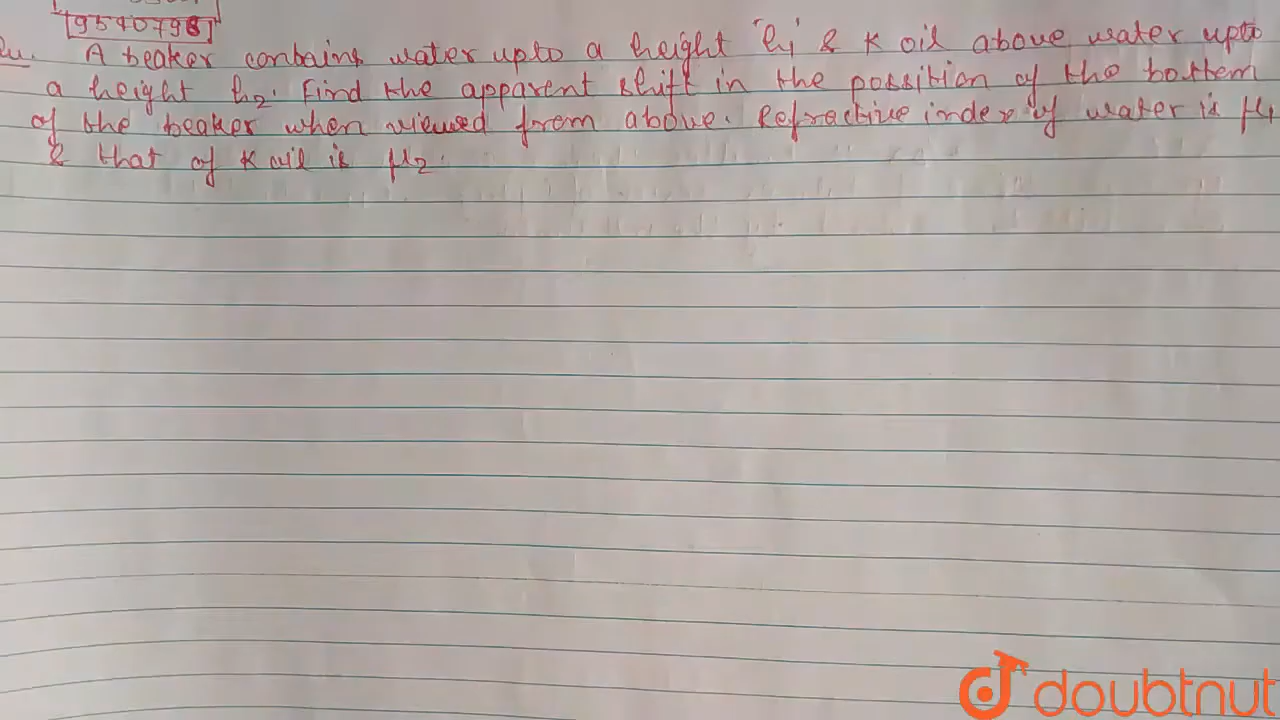 9540798
Qu. A beaker contains water upto a height 'h1' & K oil above water upto
a height h2. Find the apparent shift in the possition of the bottem
of the beaker when viewed from above. Refractive index of water is μ1
& that of K oil is μ2.
doubtnut